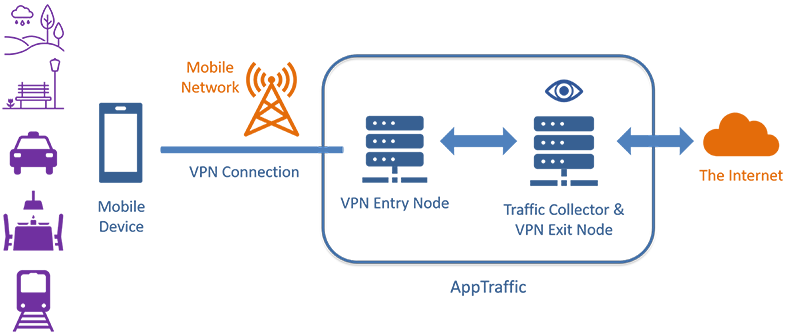 Mobile
Network
VPN Connection
Mobile
Device
VPN Entry Node
Traffic Collector &
VPN Exit Node
The Internet
AppTraffic